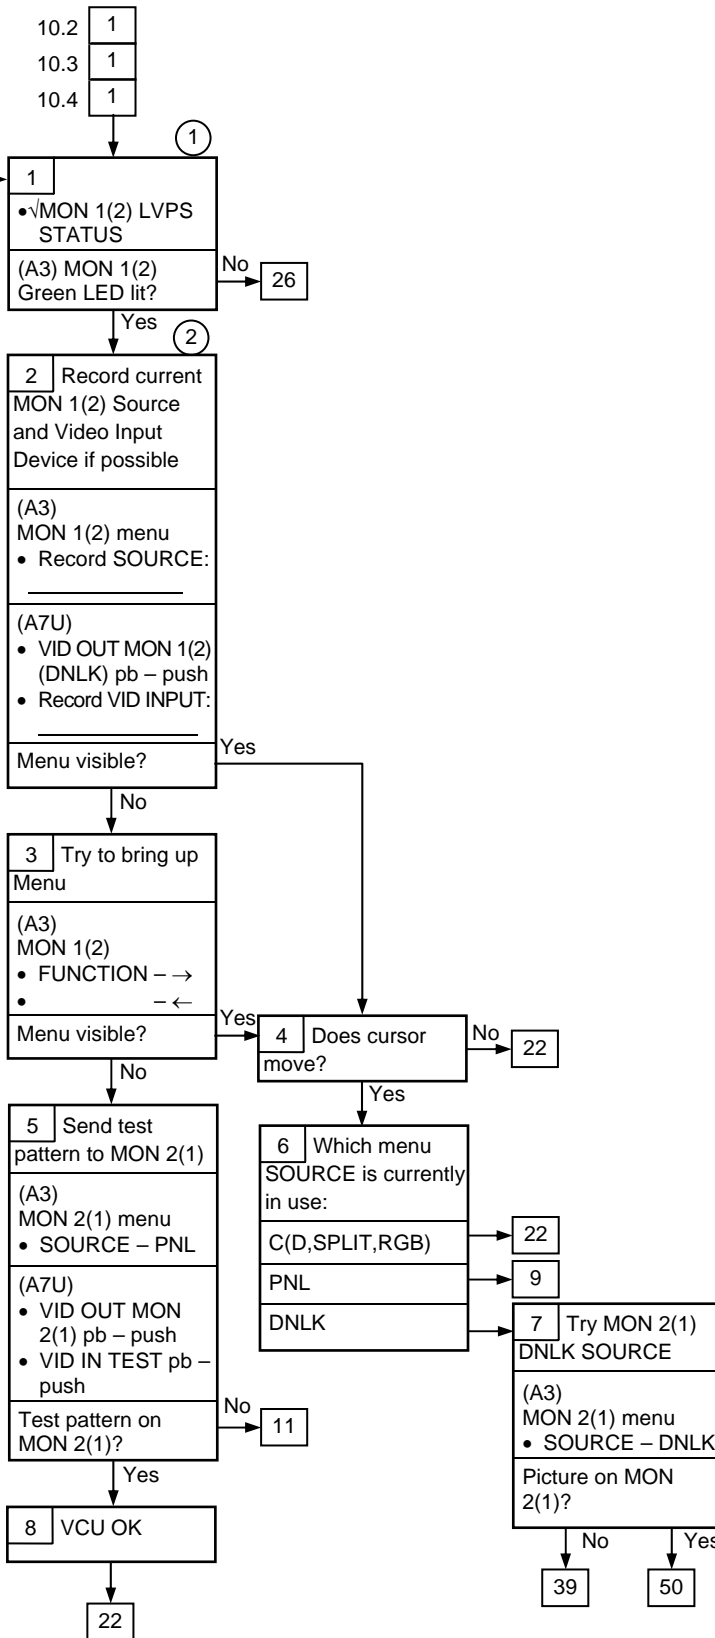 10.2 1
10.3 1
10.4 1
1
1
•√MON 1(2) LVPS
STATUS
(A3) MON 1(2)
Green LED lit?
No
26
Yes
2
2 Record current
MON 1(2) Source
and Video Input
Device if possible
(A3)
MON 1(2) menu
• Record SOURCE:
(A7U)
• VID OUT MON 1(2)
(DNLK) pb – push
• Record VID INPUT:
Menu visible?
Yes
No
3 Try to bring up
Menu
(A3)
MON 1(2)
• FUNCTION – →
• – ←
Menu visible?
Yes
No
4 Does cursor
move?
No
22
Yes
5 Send test
pattern to MON 2(1)
(A3)
MON 2(1) menu
• SOURCE – PNL
(A7U)
• VID OUT MON
2(1) pb – push
• VID IN TEST pb –
push
Test pattern on
MON 2(1)?
No
11
Yes
6 Which menu
SOURCE is currently
in use:
C(D,SPLIT,RGB)
22
PNL
9
DNLK
7 Try MON 2(1)
DNLK SOURCE
(A3)
MON 2(1) menu
• SOURCE – DNLK
Picture on MON
2(1)?
No
Yes
39
50
8 VCU OK
22